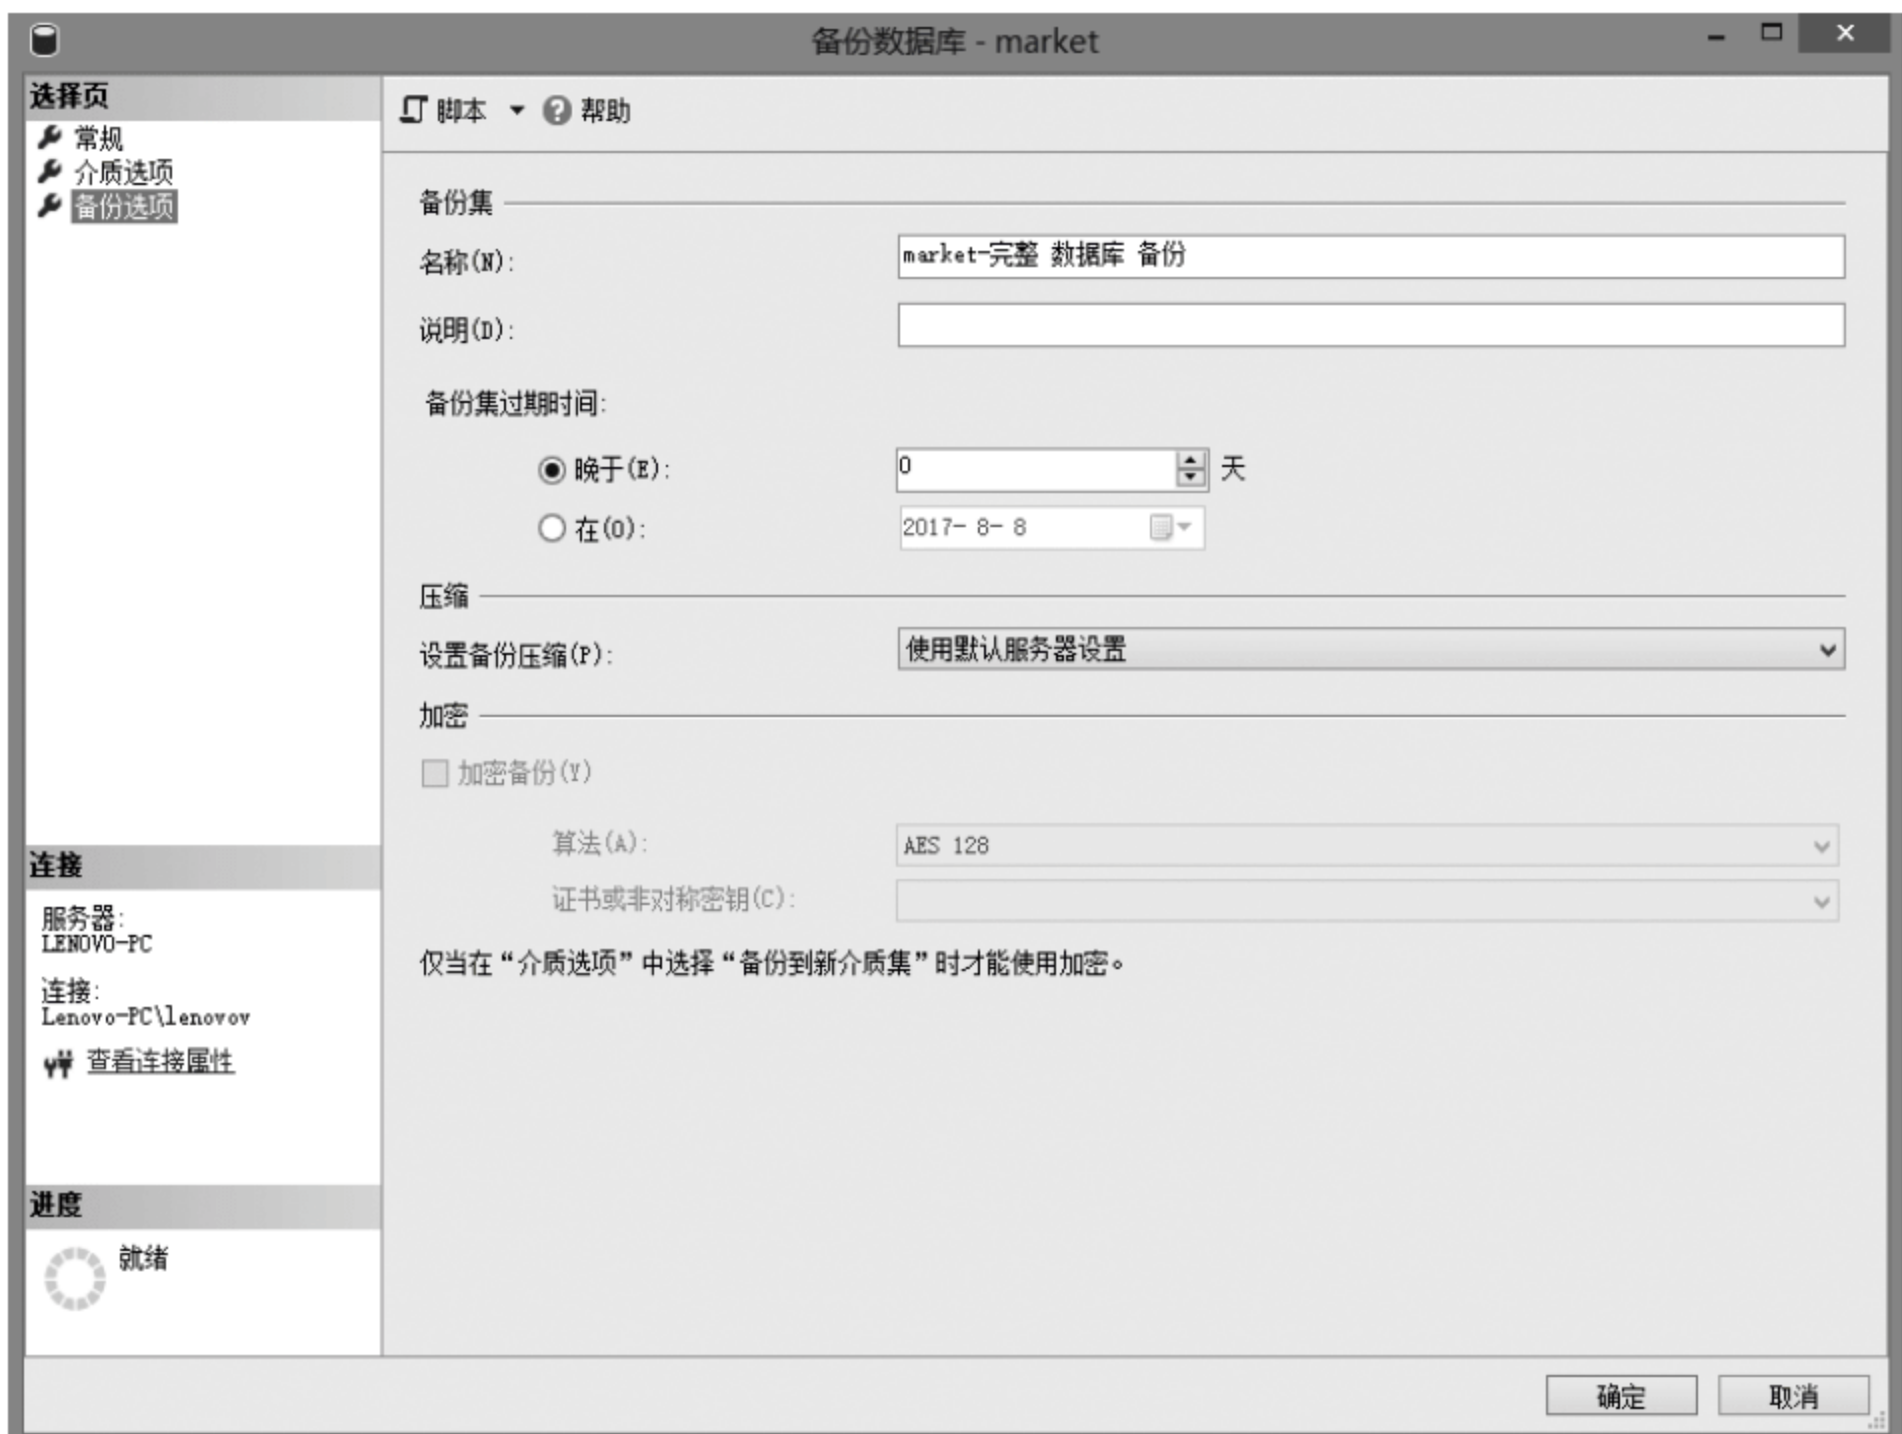 备份数据库 - market
选择页
常规
介质选项
备份选项
脚本 帮助
备份集
名称(N): market-完整 数据库 备份
说明(D):
备份集过期时间:
晚于(E): 0 天
在(O): 2017- 8- 8
压缩
设置备份压缩(P): 使用默认服务器设置
加密
加密备份(Y)
算法(A): AES 128
证书或非对称密钥(C):
仅当在“介质选项”中选择“备份到新介质集”时才能使用加密。
连接
服务器:
LENOVO-PC
连接:
Lenovo-PC\lenovov
查看连接属性
进度
就绪
确定 取消